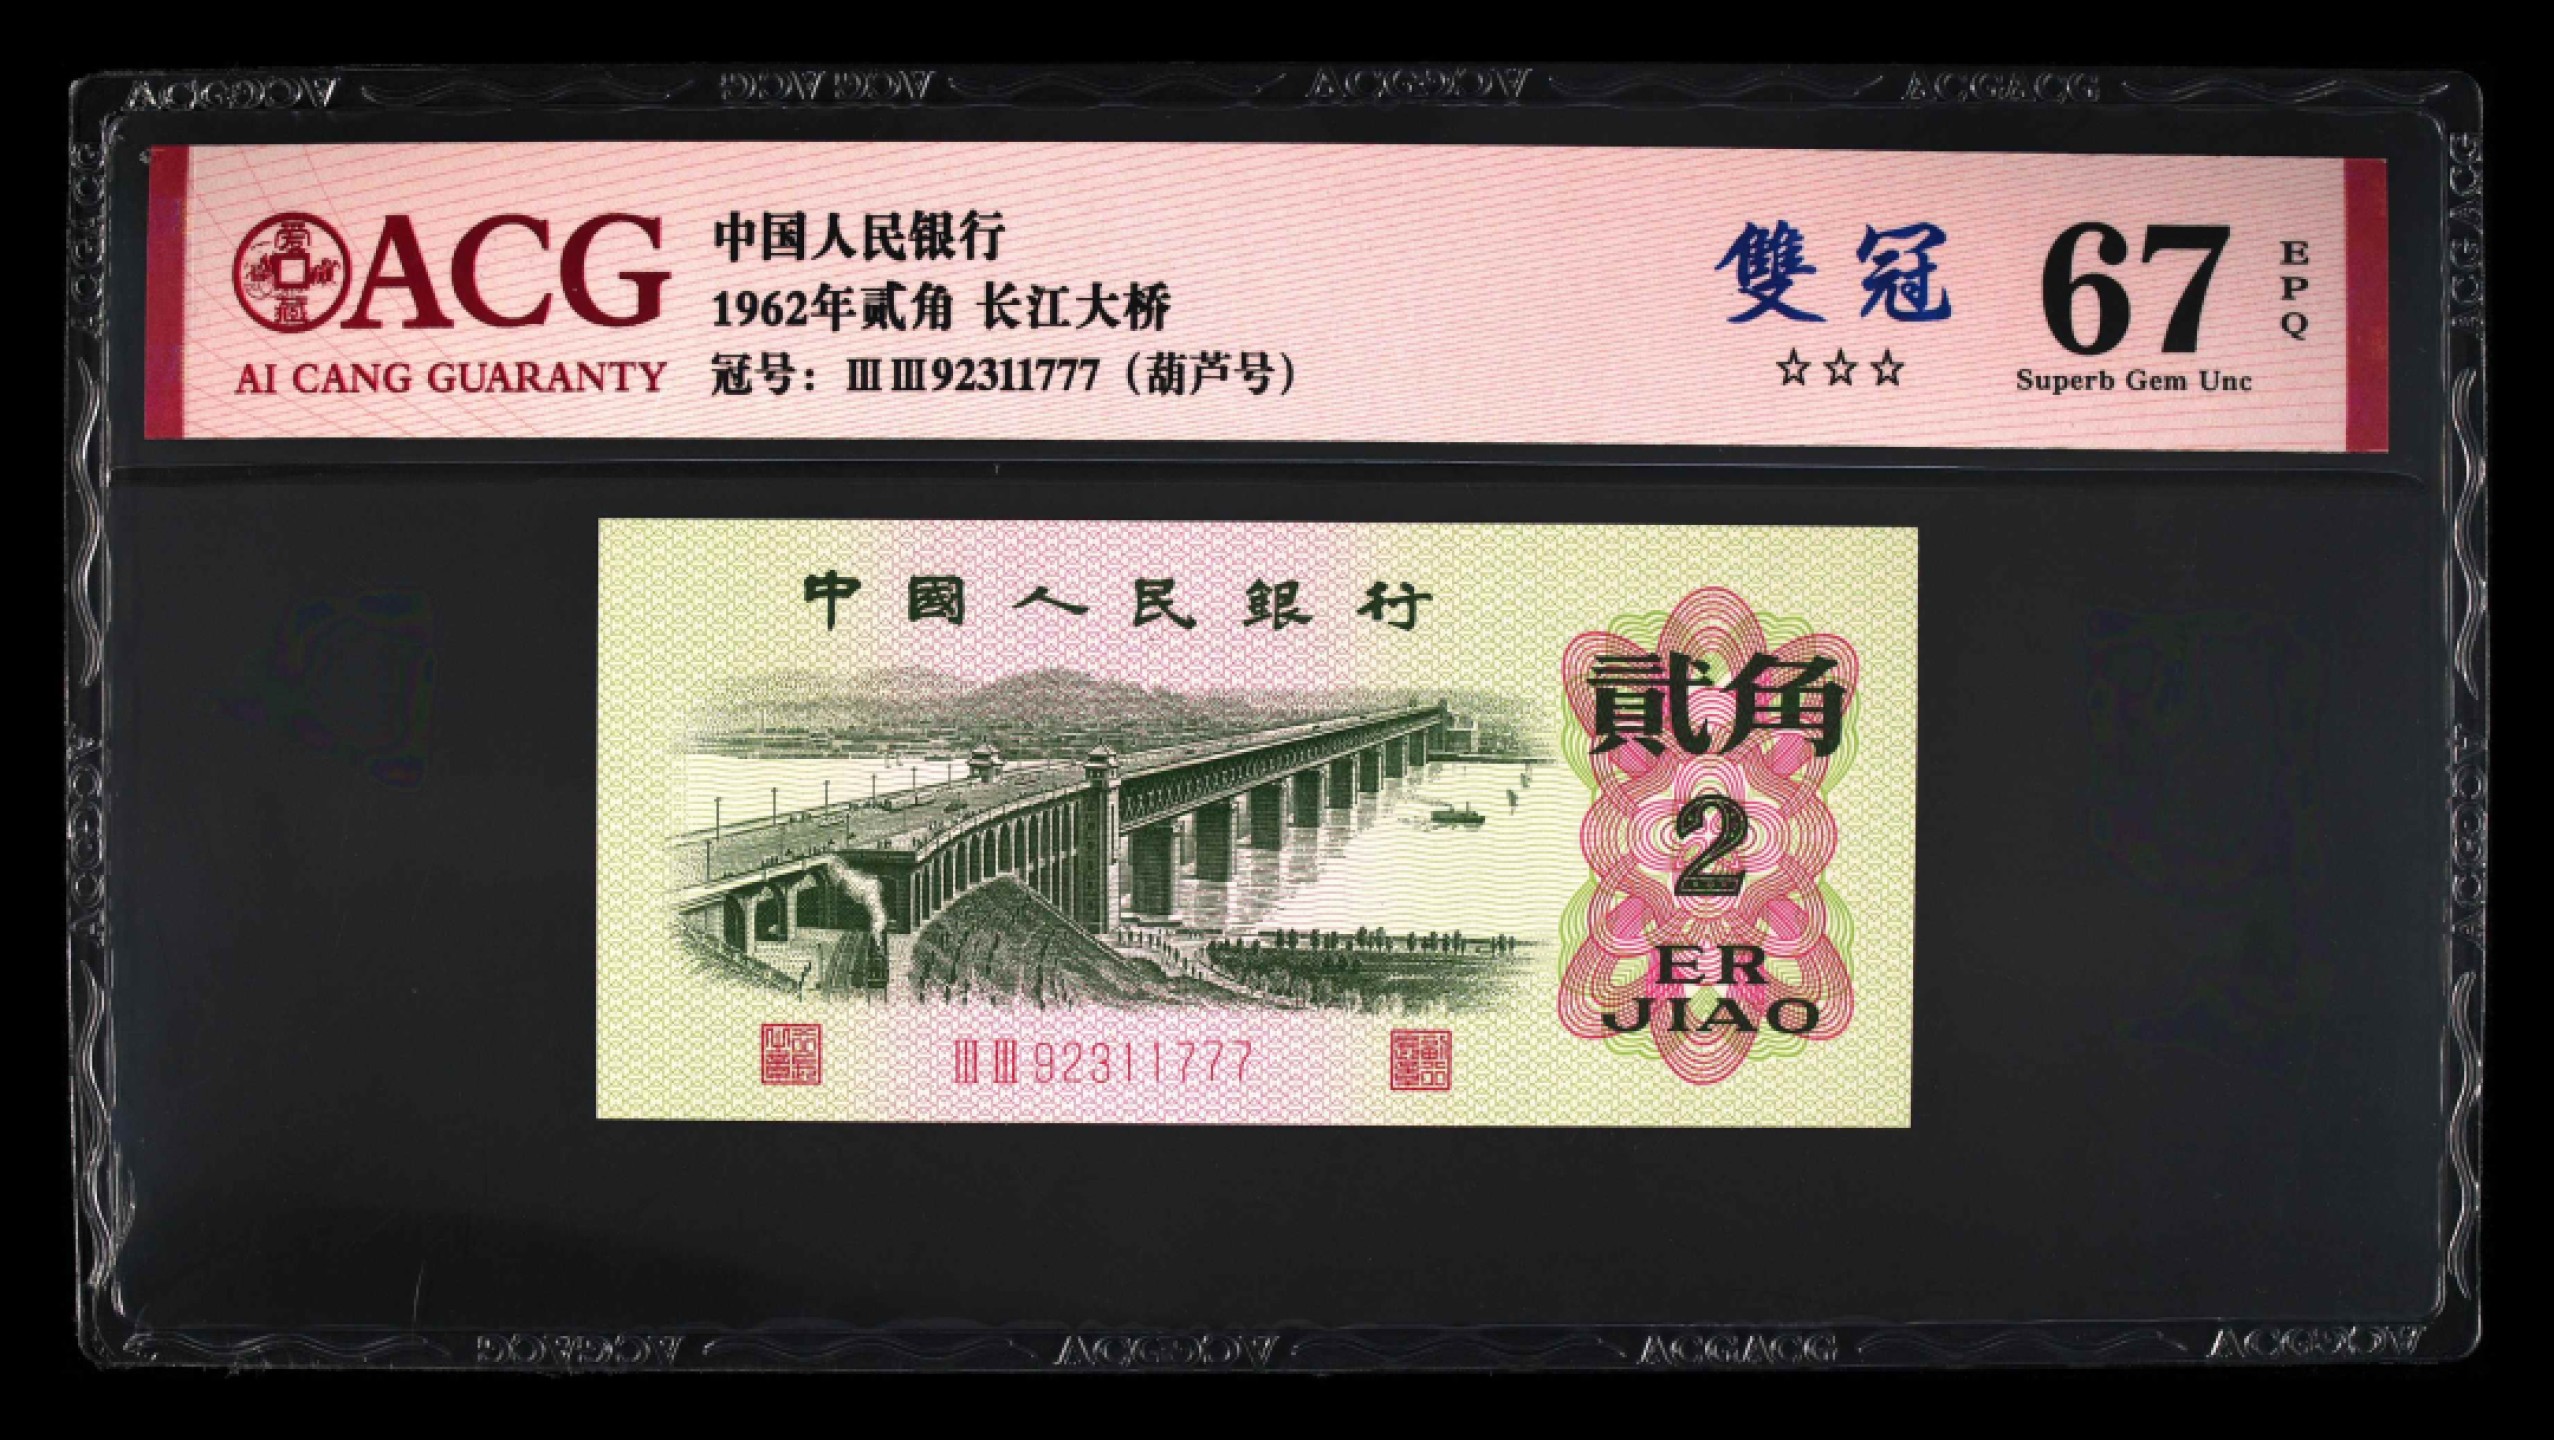 ACG
AI CANG GUARANTY
中国人民银行
1962年贰角 长江大桥
冠号：ⅢⅢ92311777（葫芦号）
雙冠
☆☆☆
67
EPQ
Superb Gem Unc
中國人民銀行
貳角
2
ER
JIAO
ⅢⅢ92311777